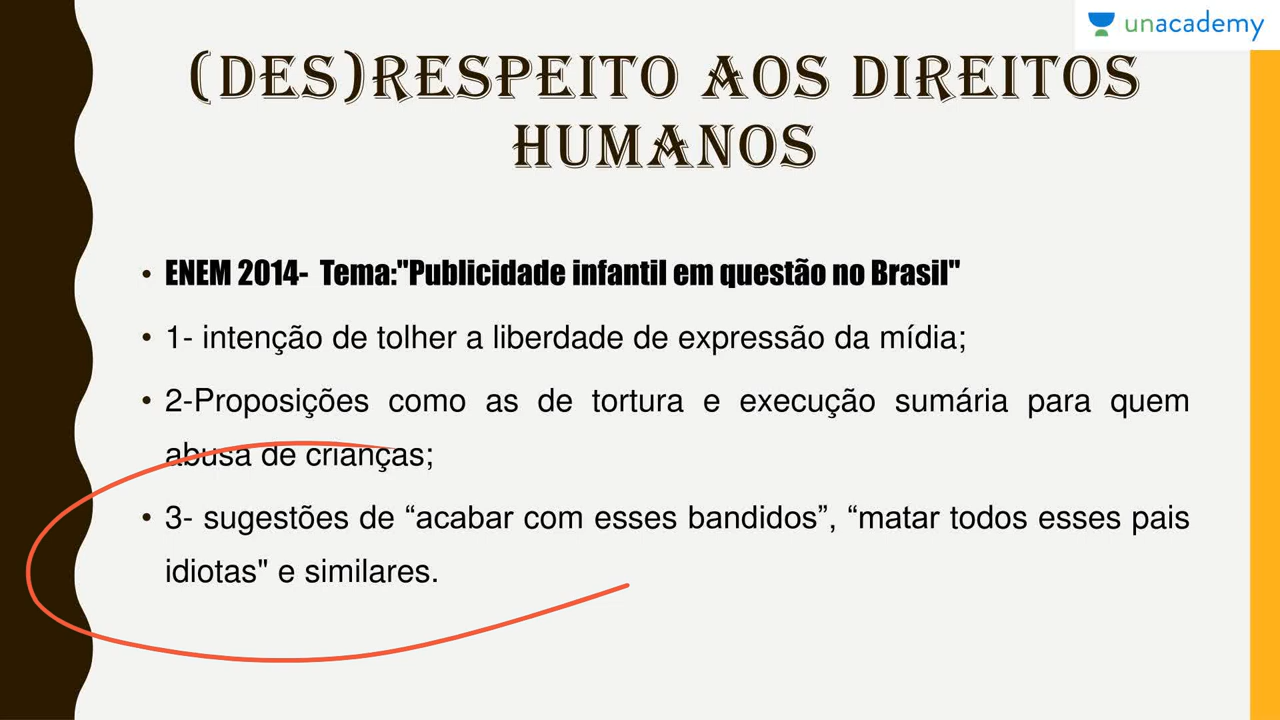 unacademy
(DES)RESPEITO AOS DIREITOS
HUMANOS
• ENEM 2014- Tema:"Publicidade infantil em questão no Brasil"
• 1- intenção de tolher a liberdade de expressão da mídia;
• 2-Proposições como as de tortura e execução sumária para quem
abusa de crianças;
• 3- sugestões de “acabar com esses bandidos”, “matar todos esses pais
idiotas" e similares.